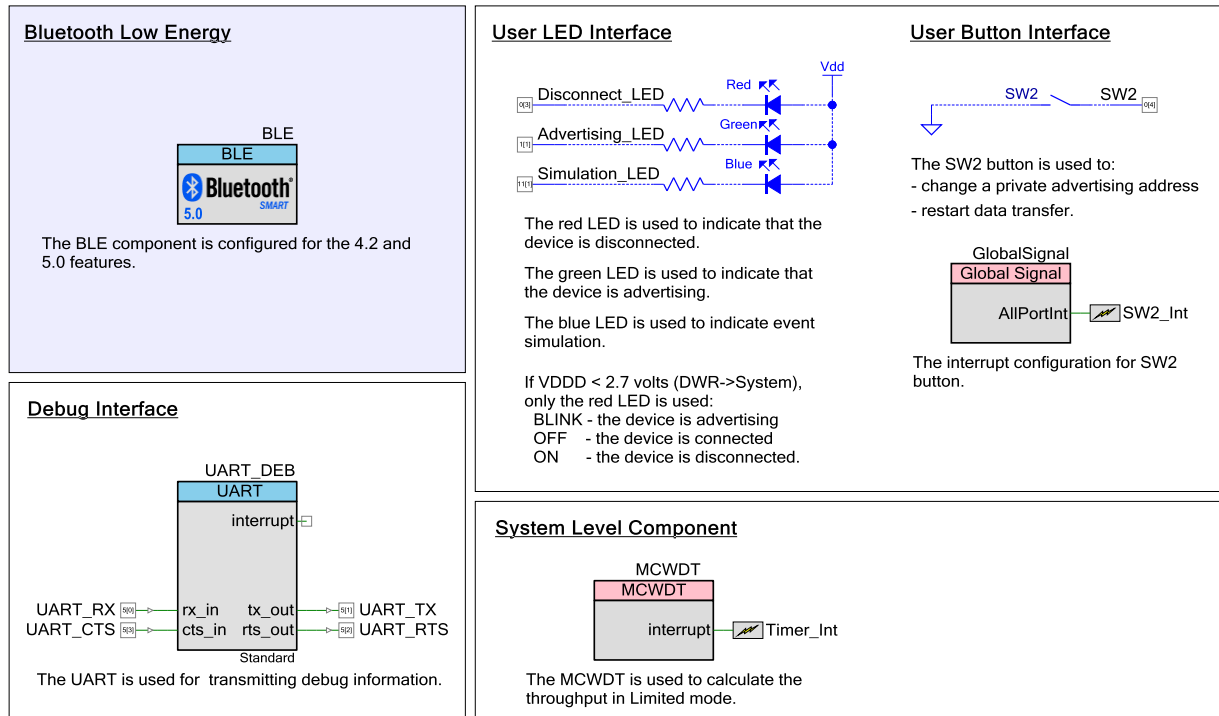 Bluetooth Low Energy
BLE
BLE
Bluetooth®
SMART
5.0
The BLE component is configured for the 4.2 and
5.0 features.
Debug Interface
UART_DEB
UART
interrupt
UART_RX 5[0] rx_in tx_out 5[1] UART_TX
UART_CTS 5[3] cts_in rts_out 5[2] UART_RTS
Standard
The UART is used for transmitting debug information.
User LED Interface
Vdd
Red
0[3] Disconnect_LED
Green
1[1] Advertising_LED
Blue
11[1] Simulation_LED
The red LED is used to indicate that the
device is disconnected.
The green LED is used to indicate that
the device is advertising.
The blue LED is used to indicate event
simulation.
If VDDD < 2.7 volts (DWR->System),
only the red LED is used:
BLINK - the device is advertising
OFF - the device is connected
ON - the device is disconnected.
User Button Interface
SW2 SW2 0[4]
The SW2 button is used to:
- change a private advertising address
- restart data transfer.
GlobalSignal
Global Signal
AllPortInt SW2_Int
The interrupt configuration for SW2
button.
System Level Component
MCWDT
MCWDT
interrupt Timer_Int
The MCWDT is used to calculate the
throughput in Limited mode.